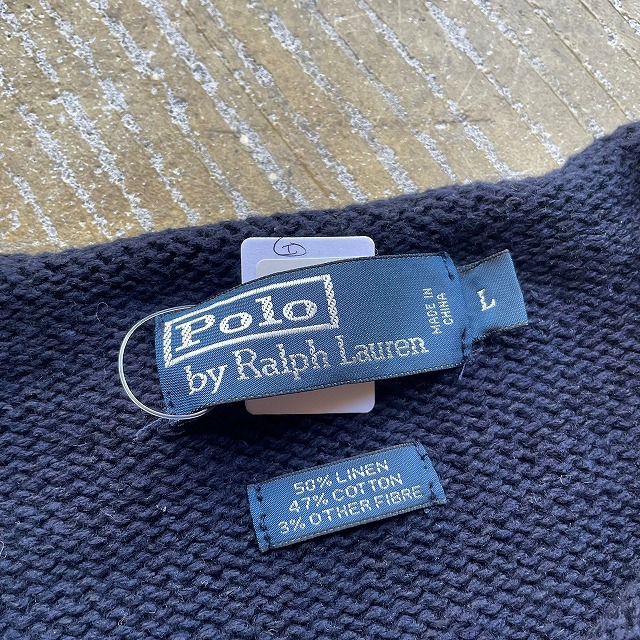 Polo
by Ralph Lauren
MADE IN
CHINA
L
50% LINEN
47% COTTON
3% OTHER FIBRE